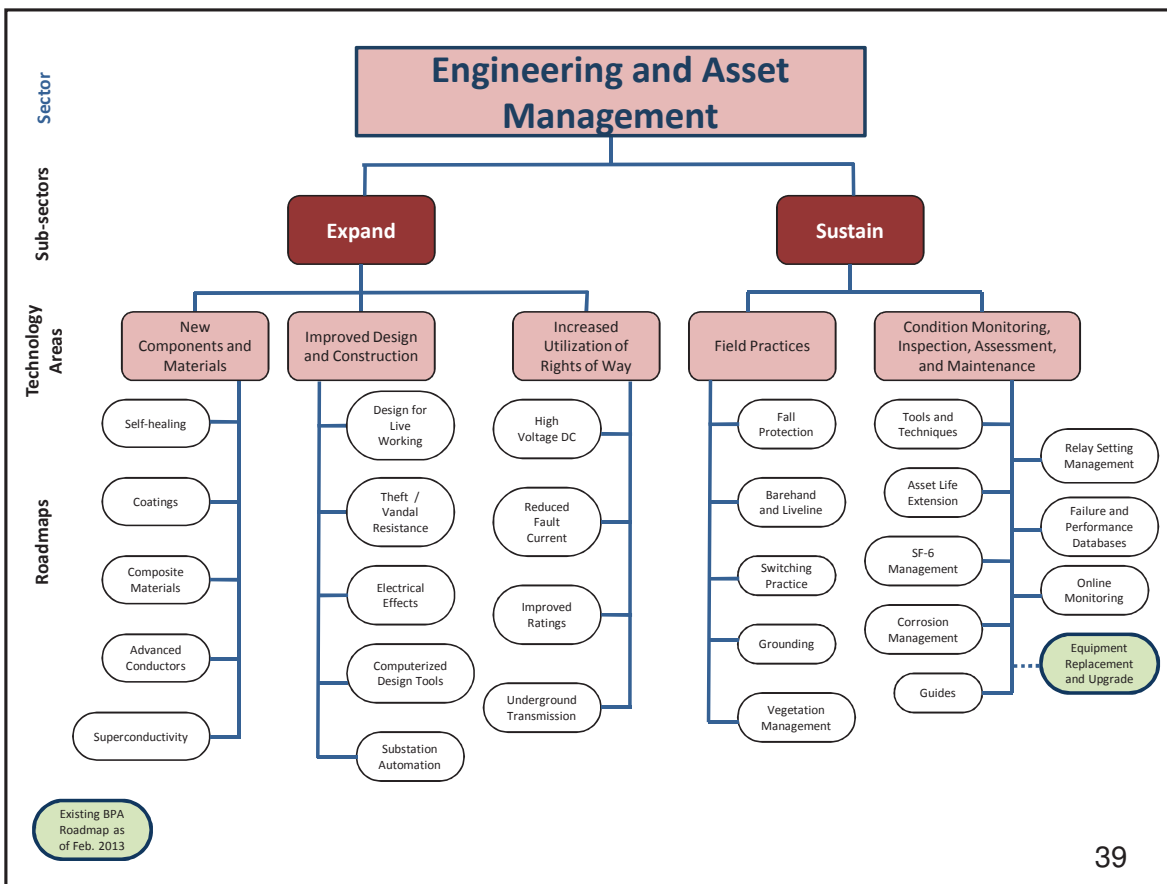 Sector
Engineering and Asset
Management
Sub-sectors
Expand
Sustain
Technology
Areas
New
Components and
Materials
Improved Design
and Construction
Increased
Utilization of
Rights of Way
Field Practices
Condition Monitoring,
Inspection, Assessment,
and Maintenance
Roadmaps
Self-healing
Coatings
Composite
Materials
Advanced
Conductors
Superconductivity
Design for
Live
Working
Theft /
Vandal
Resistance
Electrical
Effects
Computerized
Design Tools
Substation
Automation
High
Voltage DC
Reduced
Fault
Current
Improved
Ratings
Underground
Transmission
Fall
Protection
Barehand
and Liveline
Switching
Practice
Grounding
Vegetation
Management
Tools and
Techniques
Asset Life
Extension
SF-6
Management
Corrosion
Management
Guides
Relay Setting
Management
Failure and
Performance
Databases
Online
Monitoring
Equipment
Replacement
and Upgrade
Existing BPA
Roadmap as
of Feb. 2013
39